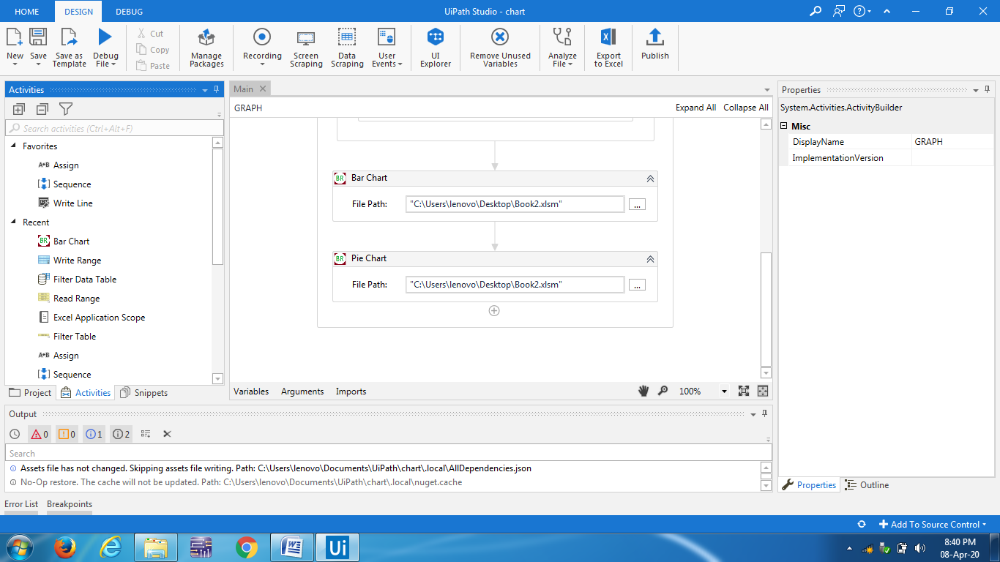 HOME DESIGN DEBUG UiPath Studio - chart
New Save Save as Template Debug File Cut Copy Paste Manage Packages Recording Screen Scraping Data Scraping User Events UI Explorer Remove Unused Variables Analyze File Export to Excel Publish
Activities
Search activities (Ctrl+Alt+F)
Favorites
A+B Assign
Sequence
Write Line
Recent
BR Bar Chart
Write Range
Filter Data Table
Read Range
Excel Application Scope
Filter Table
A+B Assign
Sequence
Project Activities Snippets
Main
GRAPH Expand All Collapse All
BR Bar Chart
File Path: "C:\Users\lenovo\Desktop\Book2.xlsm" ...
BR Pie Chart
File Path: "C:\Users\lenovo\Desktop\Book2.xlsm" ...
Variables Arguments Imports 100%
Properties
System.Activities.ActivityBuilder
Misc
DisplayName GRAPH
ImplementationVersion
Properties Outline
Output
0 0 1 2
Search
Assets file has not changed. Skipping assets file writing. Path: C:\Users\lenovo\Documents\UiPath\chart\.local\AllDependencies.json
No-Op restore. The cache will not be updated. Path: C:\Users\lenovo\Documents\UiPath\chart\.local\nuget.cache
Error List Breakpoints
Add To Source Control
Ui
8:40 PM
08-Apr-20